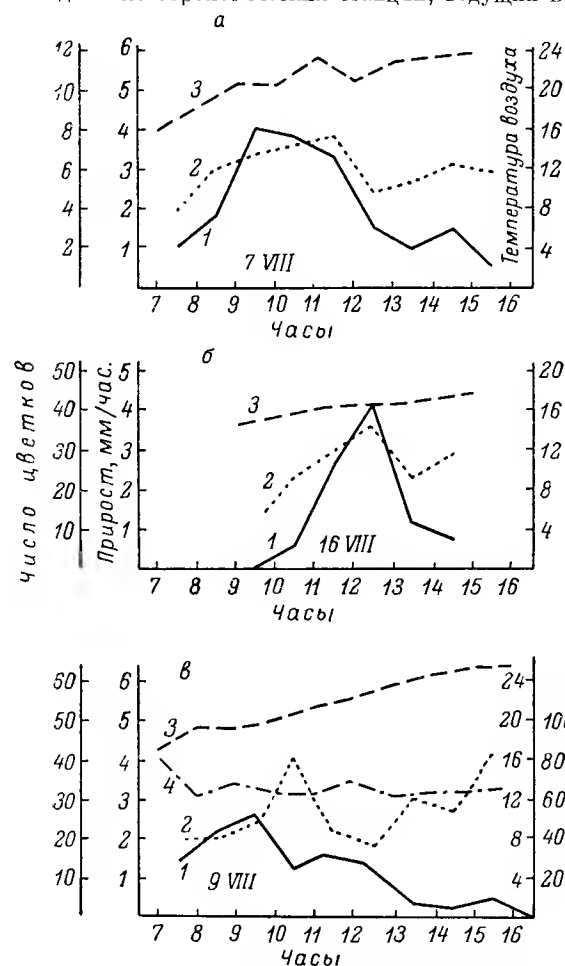 станции, ведущий в
а
12 6 24
10 5 20
8 4 16
6 3 12
4 2 8
2 1 4
3
2
1
7 VIII
Температура воздуха
7 8 9 10 11 12 13 14 15 16
Часы
б
50 5 20
40 4 16
30 3 12
20 2 8
10 1 4
3
2
1
16 VIII
Число цветков
Прирост, мм/час.
7 8 9 10 11 12 13 14 15 16
Часы
в
60 6 24
50 5 20 100
40 4 16 80
30 3 12 60
20 2 8 40
10 1 4 20
3
4
2
1
9 VIII
7 8 9 10 11 12 13 14 15 16
Часы